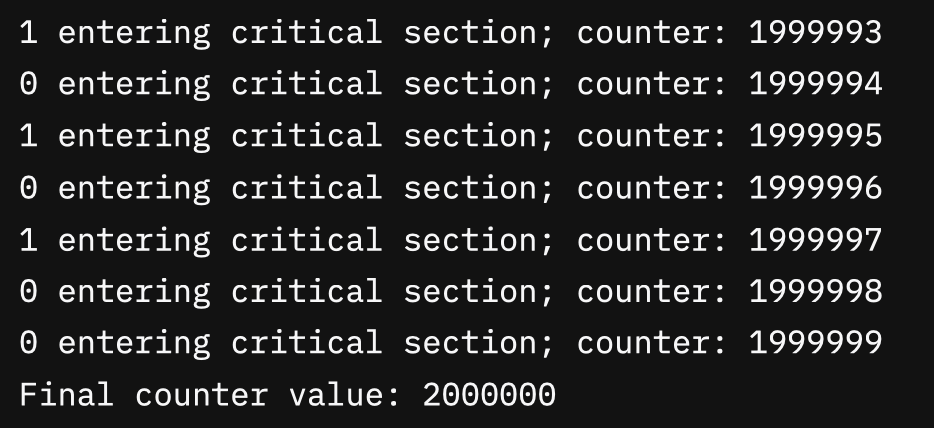 1 entering critical section; counter: 1999993
0 entering critical section; counter: 1999994
1 entering critical section; counter: 1999995
0 entering critical section; counter: 1999996
1 entering critical section; counter: 1999997
0 entering critical section; counter: 1999998
0 entering critical section; counter: 1999999
Final counter value: 2000000